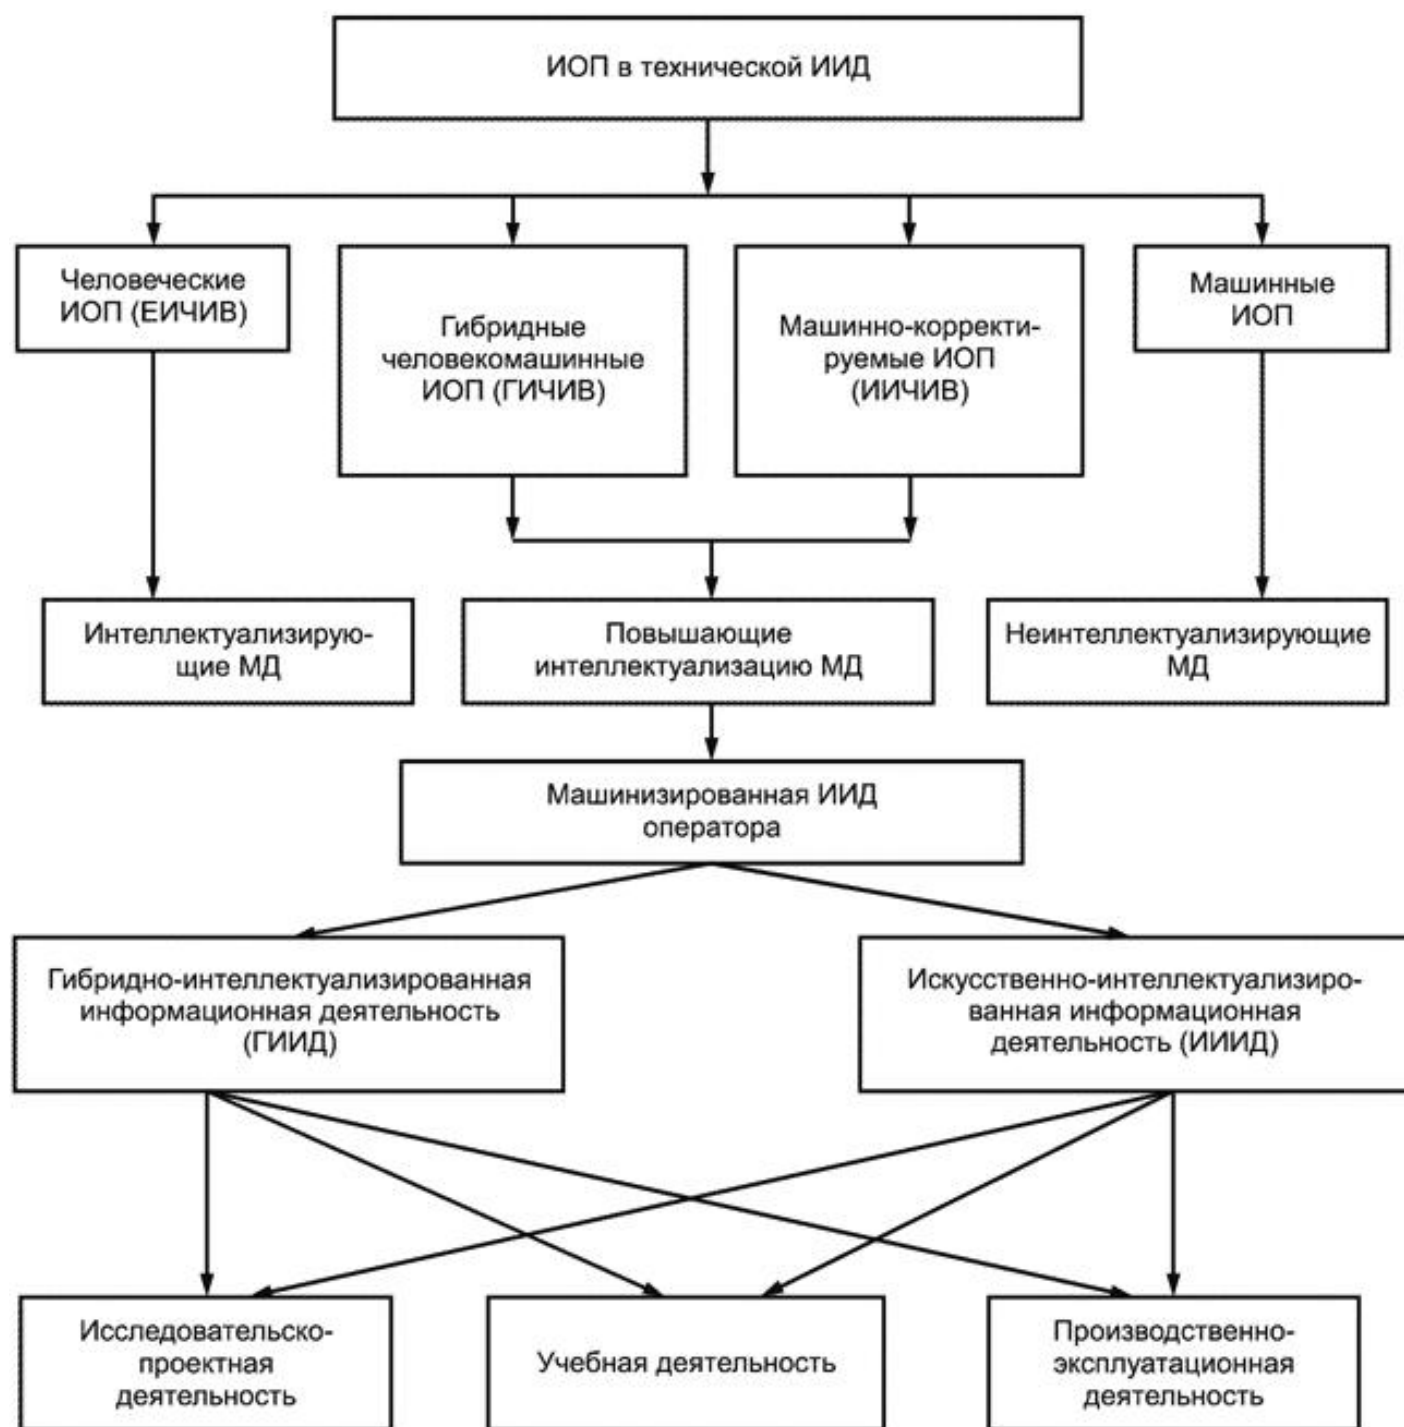 ИОП в технической ИИД
Человеческие
ИОП (ЕИЧИВ)
Гибридные
человекомашинные
ИОП (ГИЧИВ)
Машинно-корректи-
руемые ИОП
(ИИЧИВ)
Машинные
ИОП
Интеллектуализирую-
щие МД
Повышающие
интеллектуализацию МД
Неинтеллектуализирующие
МД
Машинизированная ИИД
оператора
Гибридно-интеллектуализированная
информационная деятельность
(ГИИД)
Искусственно-интеллектуализиро-
ванная информационная
деятельность (ИИИД)
Исследовательско-
проектная
деятельность
Учебная деятельность
Производственно-
эксплуатационная
деятельность